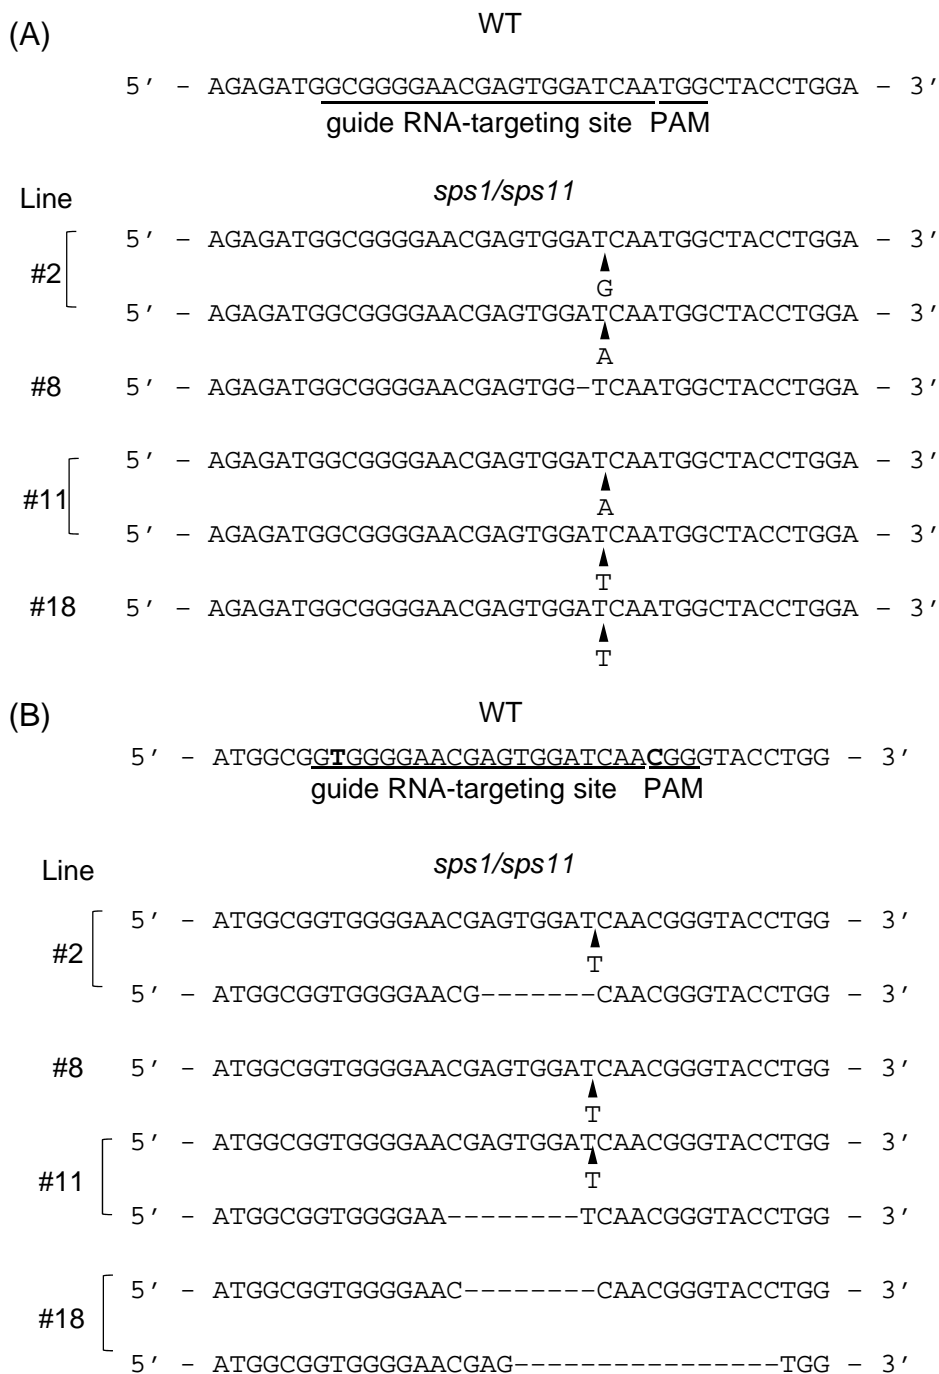 (A)
WT
5′ – AGAGATGGCGGGGAACGAGTGGATCAATGGCTACCTGGA – 3′
guide RNA-targeting site PAM
Line
sps1/sps11
#2
5′ – AGAGATGGCGGGGAACGAGTGGATCAATGGCTACCTGGA – 3′
▲
G
5′ – AGAGATGGCGGGGAACGAGTGGATCAATGGCTACCTGGA – 3′
▲
A
#8 5′ – AGAGATGGCGGGGAACGAGTGG–TCAATGGCTACCTGGA – 3′
#11
5′ – AGAGATGGCGGGGAACGAGTGGATCAATGGCTACCTGGA – 3′
▲
A
5′ – AGAGATGGCGGGGAACGAGTGGATCAATGGCTACCTGGA – 3′
▲
T
#18 5′ – AGAGATGGCGGGGAACGAGTGGATCAATGGCTACCTGGA – 3′
▲
T
(B)
WT
5′ – ATGGCGGTGGGGAACGAGTGGATCAACGGGTACCTGG – 3′
guide RNA-targeting site PAM
Line
sps1/sps11
#2
5′ – ATGGCGGTGGGGAACGAGTGGATCAACGGGTACCTGG – 3′
▲
T
5′ – ATGGCGGTGGGGAACG–––––––CAACGGGTACCTGG – 3′
#8 5′ – ATGGCGGTGGGGAACGAGTGGATCAACGGGTACCTGG – 3′
▲
T
#11
5′ – ATGGCGGTGGGGAACGAGTGGATCAACGGGTACCTGG – 3′
▲
T
5′ – ATGGCGGTGGGGAA––––––––TCAACGGGTACCTGG – 3′
#18
5′ – ATGGCGGTGGGGAAC––––––––CAACGGGTACCTGG – 3′
5′ – ATGGCGGTGGGGAACGAG––––––––––––––––TGG – 3′